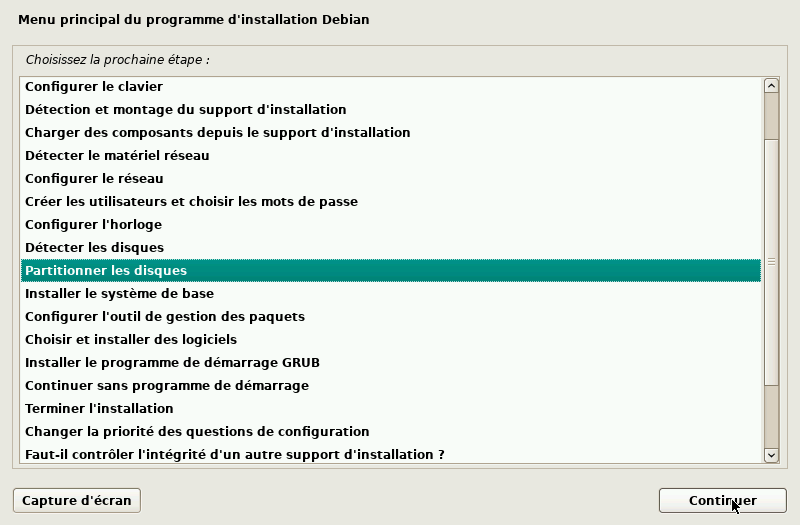 Menu principal du programme d'installation Debian
Choisissez la prochaine étape :
Configurer le clavier
Détection et montage du support d'installation
Charger des composants depuis le support d'installation
Détecter le matériel réseau
Configurer le réseau
Créer les utilisateurs et choisir les mots de passe
Configurer l'horloge
Détecter les disques
Partitionner les disques
Installer le système de base
Configurer l'outil de gestion des paquets
Choisir et installer des logiciels
Installer le programme de démarrage GRUB
Continuer sans programme de démarrage
Terminer l'installation
Changer la priorité des questions de configuration
Faut-il contrôler l'intégrité d'un autre support d'installation ?
Capture d'écran
Continuer